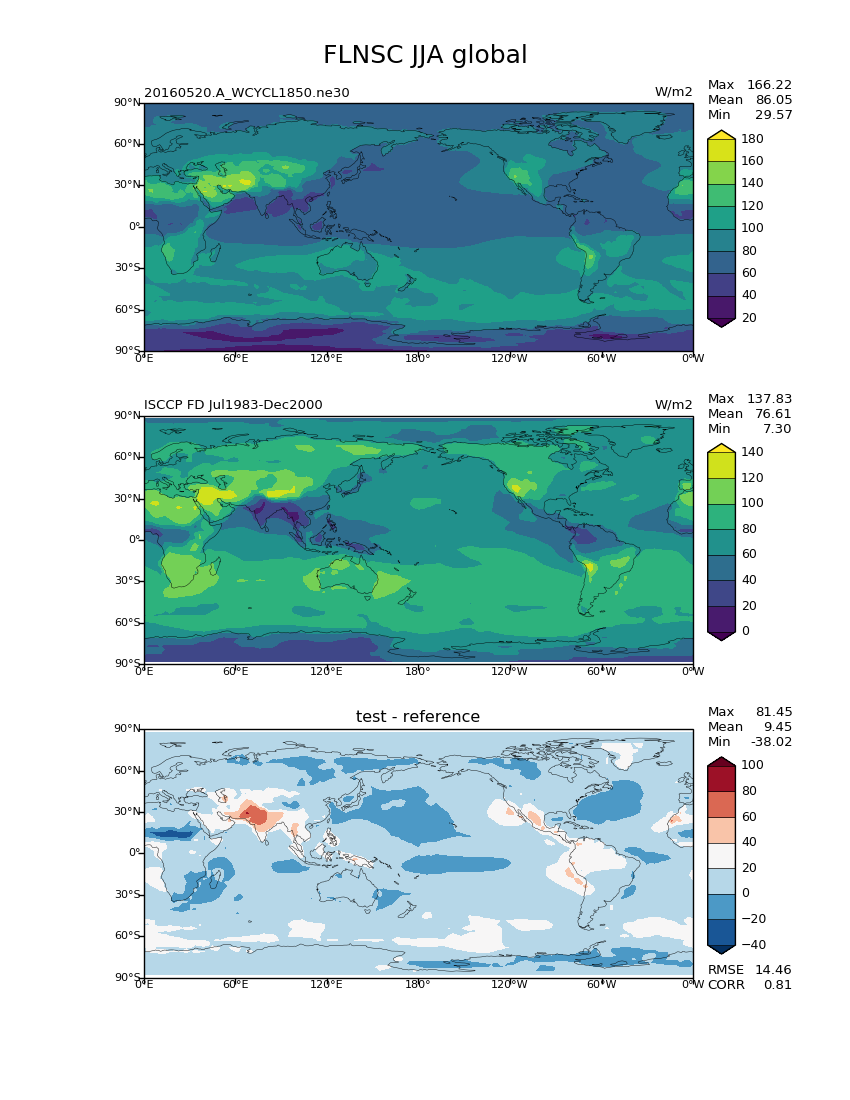 FLNSC JJA global
20160520.A_WCYCL1850.ne30
W/m2
Max 166.22
Mean 86.05
Min 29.57
90°N
60°N
30°N
0°
30°S
60°S
90°S
0°E 60°E 120°E 180° 120°W 60°W 0°W
180
160
140
120
100
80
60
40
20
ISCCP FD Jul1983-Dec2000
W/m2
Max 137.83
Mean 76.61
Min 7.30
90°N
60°N
30°N
0°
30°S
60°S
90°S
0°E 60°E 120°E 180° 120°W 60°W 0°W
140
120
100
80
60
40
20
0
test - reference
Max 81.45
Mean 9.45
Min -38.02
90°N
60°N
30°N
0°
30°S
60°S
90°S
0°E 60°E 120°E 180° 120°W 60°W 0°W
100
80
60
40
20
0
−20
−40
RMSE 14.46
CORR 0.81